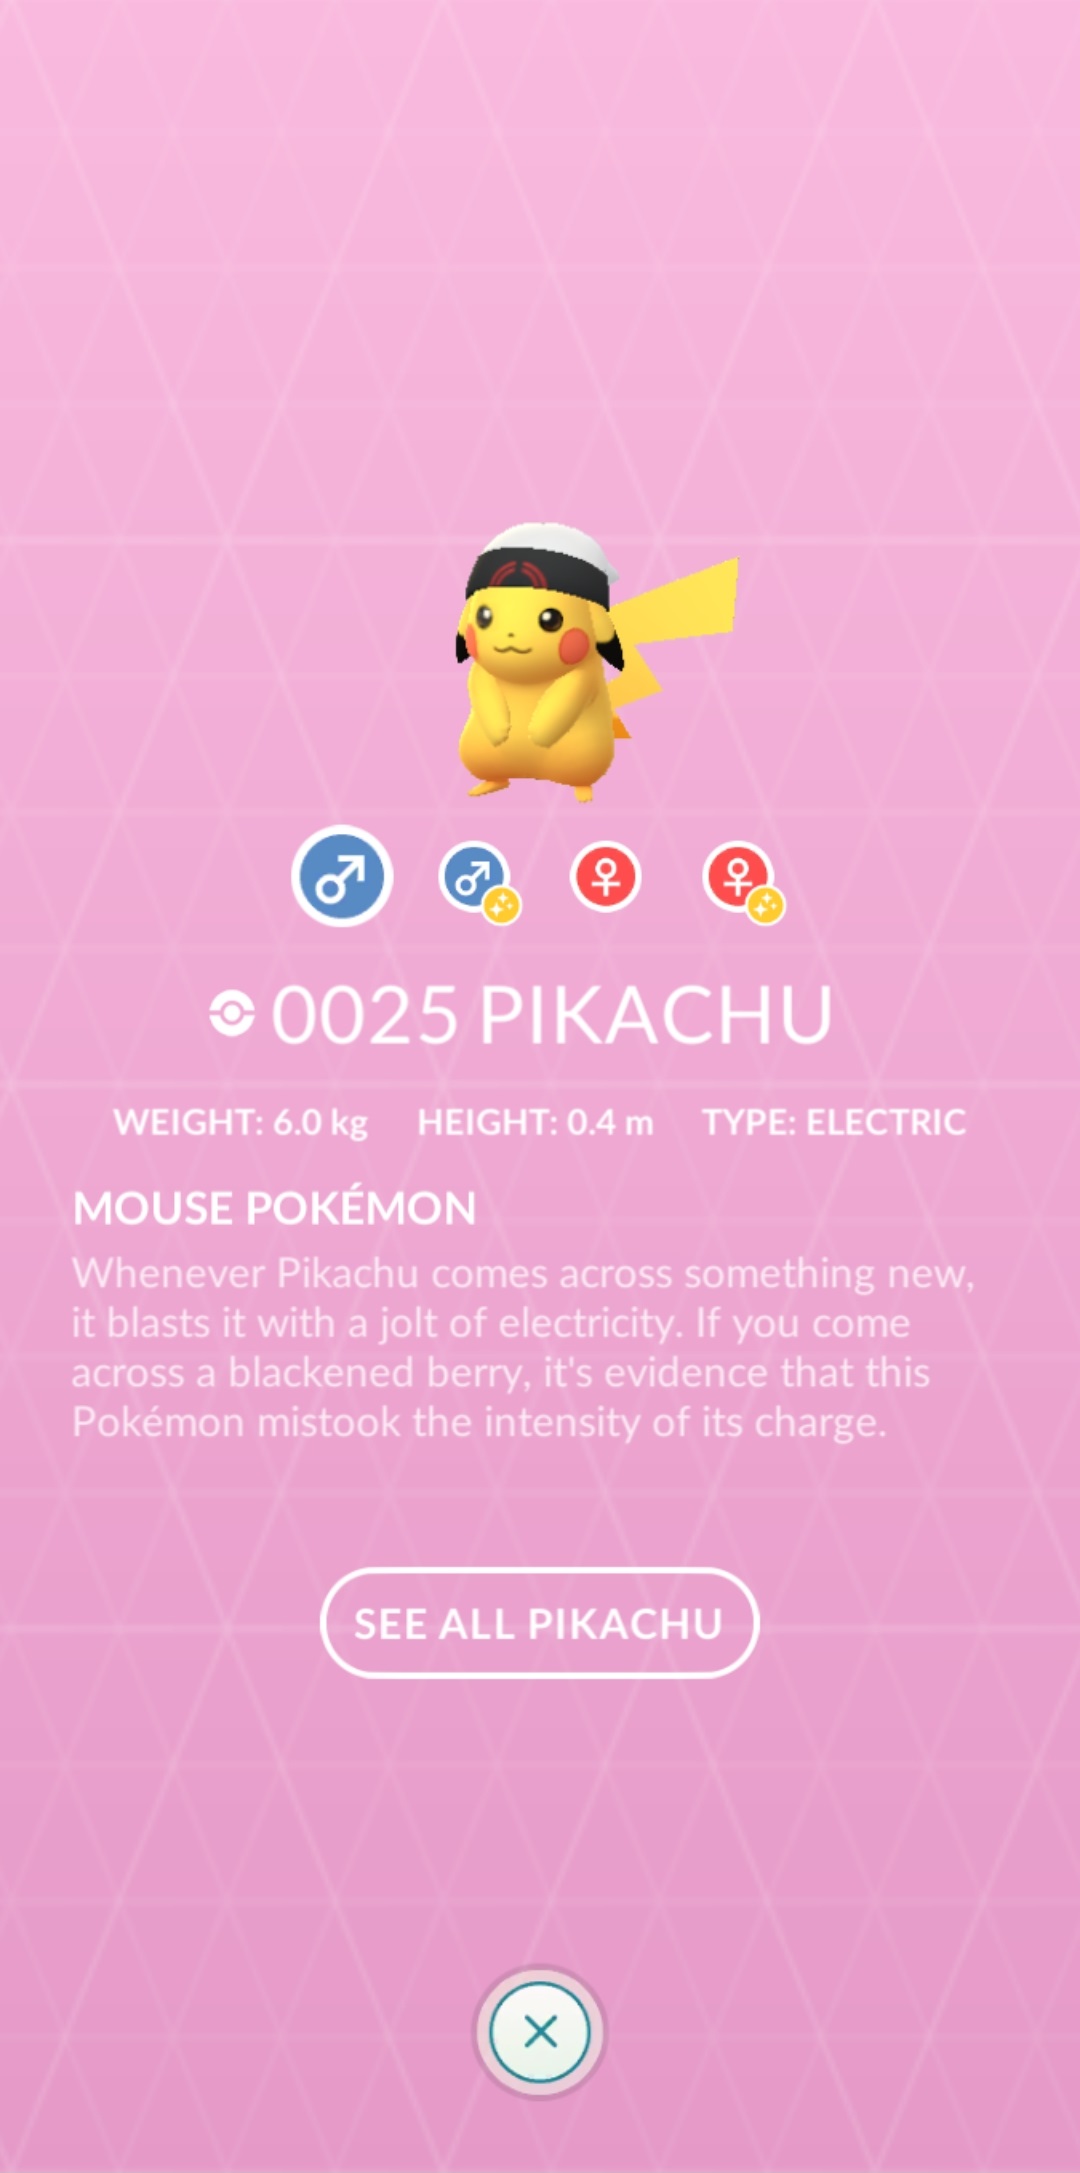 0025 PIKACHU
WEIGHT: 6.0 kg HEIGHT: 0.4 m TYPE: ELECTRIC
MOUSE POKÉMON
Whenever Pikachu comes across something new,
it blasts it with a jolt of electricity. If you come
across a blackened berry, it's evidence that this
Pokémon mistook the intensity of its charge.
SEE ALL PIKACHU